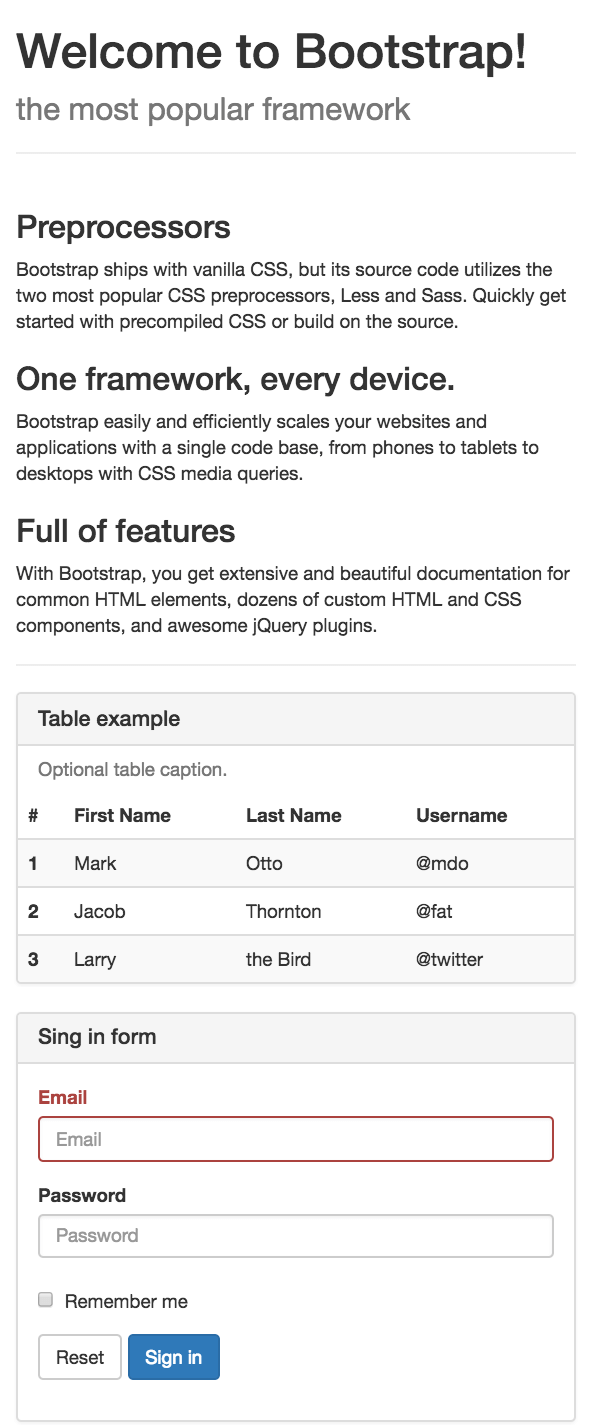 Welcome to Bootstrap!
the most popular framework
Preprocessors
Bootstrap ships with vanilla CSS, but its source code utilizes the
two most popular CSS preprocessors, Less and Sass. Quickly get
started with precompiled CSS or build on the source.
One framework, every device.
Bootstrap easily and efficiently scales your websites and
applications with a single code base, from phones to tablets to
desktops with CSS media queries.
Full of features
With Bootstrap, you get extensive and beautiful documentation for
common HTML elements, dozens of custom HTML and CSS
components, and awesome jQuery plugins.
Table example
Optional table caption.
# First Name Last Name Username
1 Mark Otto @mdo
2 Jacob Thornton @fat
3 Larry the Bird @twitter
Sing in form
Email
Email
Password
Password
Remember me
Reset Sign in